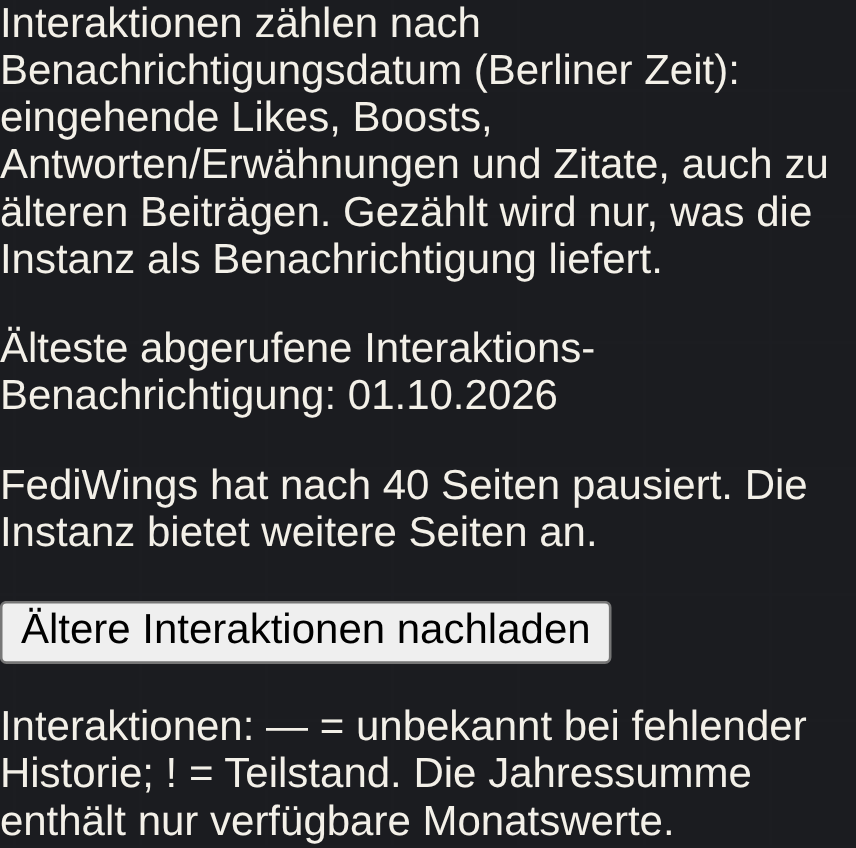 Interaktionen zählen nach
Benachrichtigungsdatum (Berliner Zeit):
eingehende Likes, Boosts,
Antworten/Erwähnungen und Zitate, auch zu
älteren Beiträgen. Gezählt wird nur, was die
Instanz als Benachrichtigung liefert.
Älteste abgerufene Interaktions-
Benachrichtigung: 01.10.2026
FediWings hat nach 40 Seiten pausiert. Die
Instanz bietet weitere Seiten an.
Ältere Interaktionen nachladen
Interaktionen: — = unbekannt bei fehlender
Historie; ! = Teilstand. Die Jahressumme
enthält nur verfügbare Monatswerte.